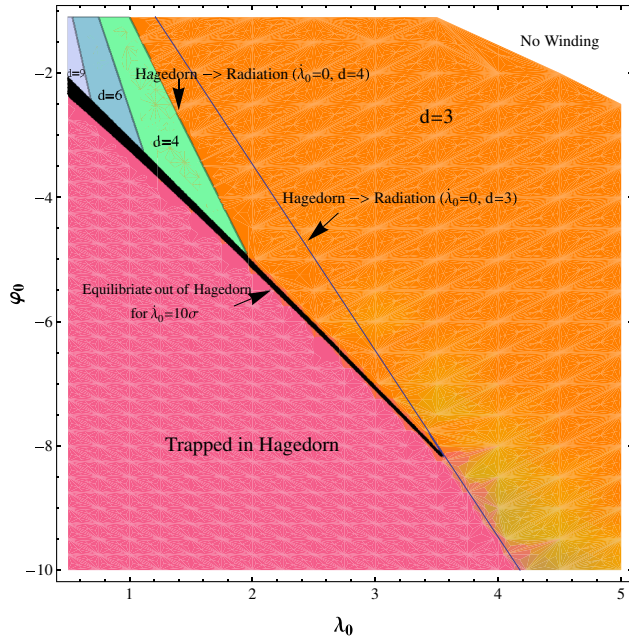 No Winding
−2
d=9
Hagedorn −> Radiation (λ̇₀=0, d=4)
d=6
d=3
d=4
−4
Hagedorn −> Radiation (λ̇₀=0, d=3)
φ₀
Equilibriate out of Hagedorn
for λ̇₀=10σ
−6
−8
Trapped in Hagedorn
−10
1
2
3
4
5
λ₀